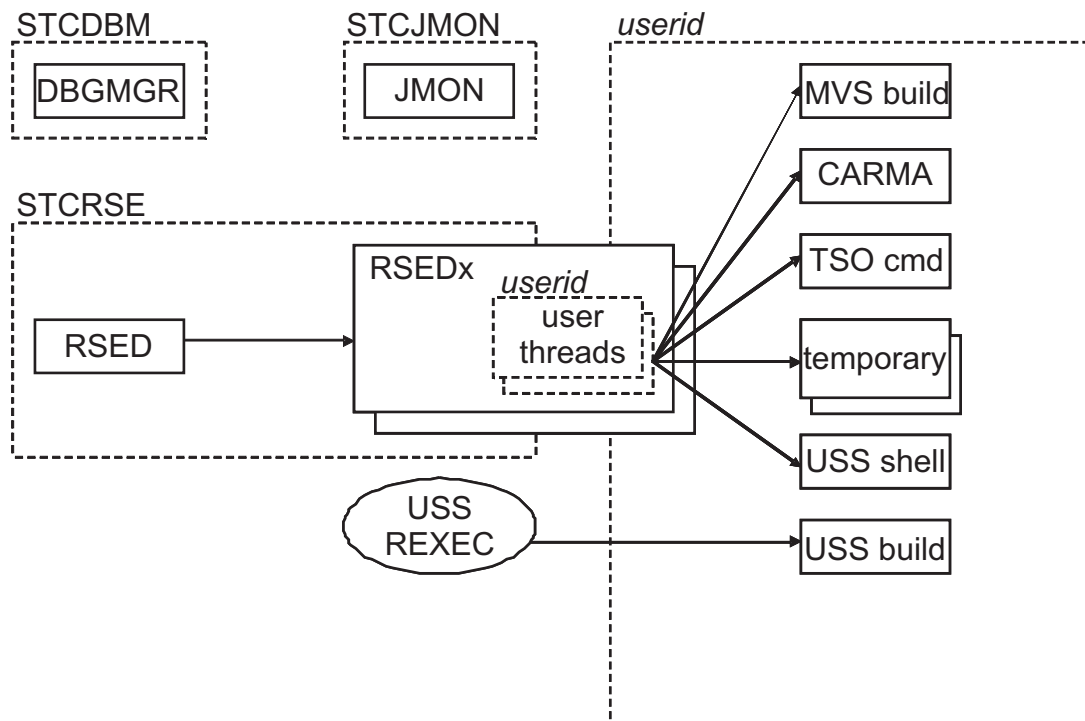 STCDBM
STCJMON
userid
DBGMGR
JMON
MVS build
CARMA
STCRSE
RSEDx
TSO cmd
userid
user
threads
RSED
temporary
USS shell
USS
REXEC
USS build